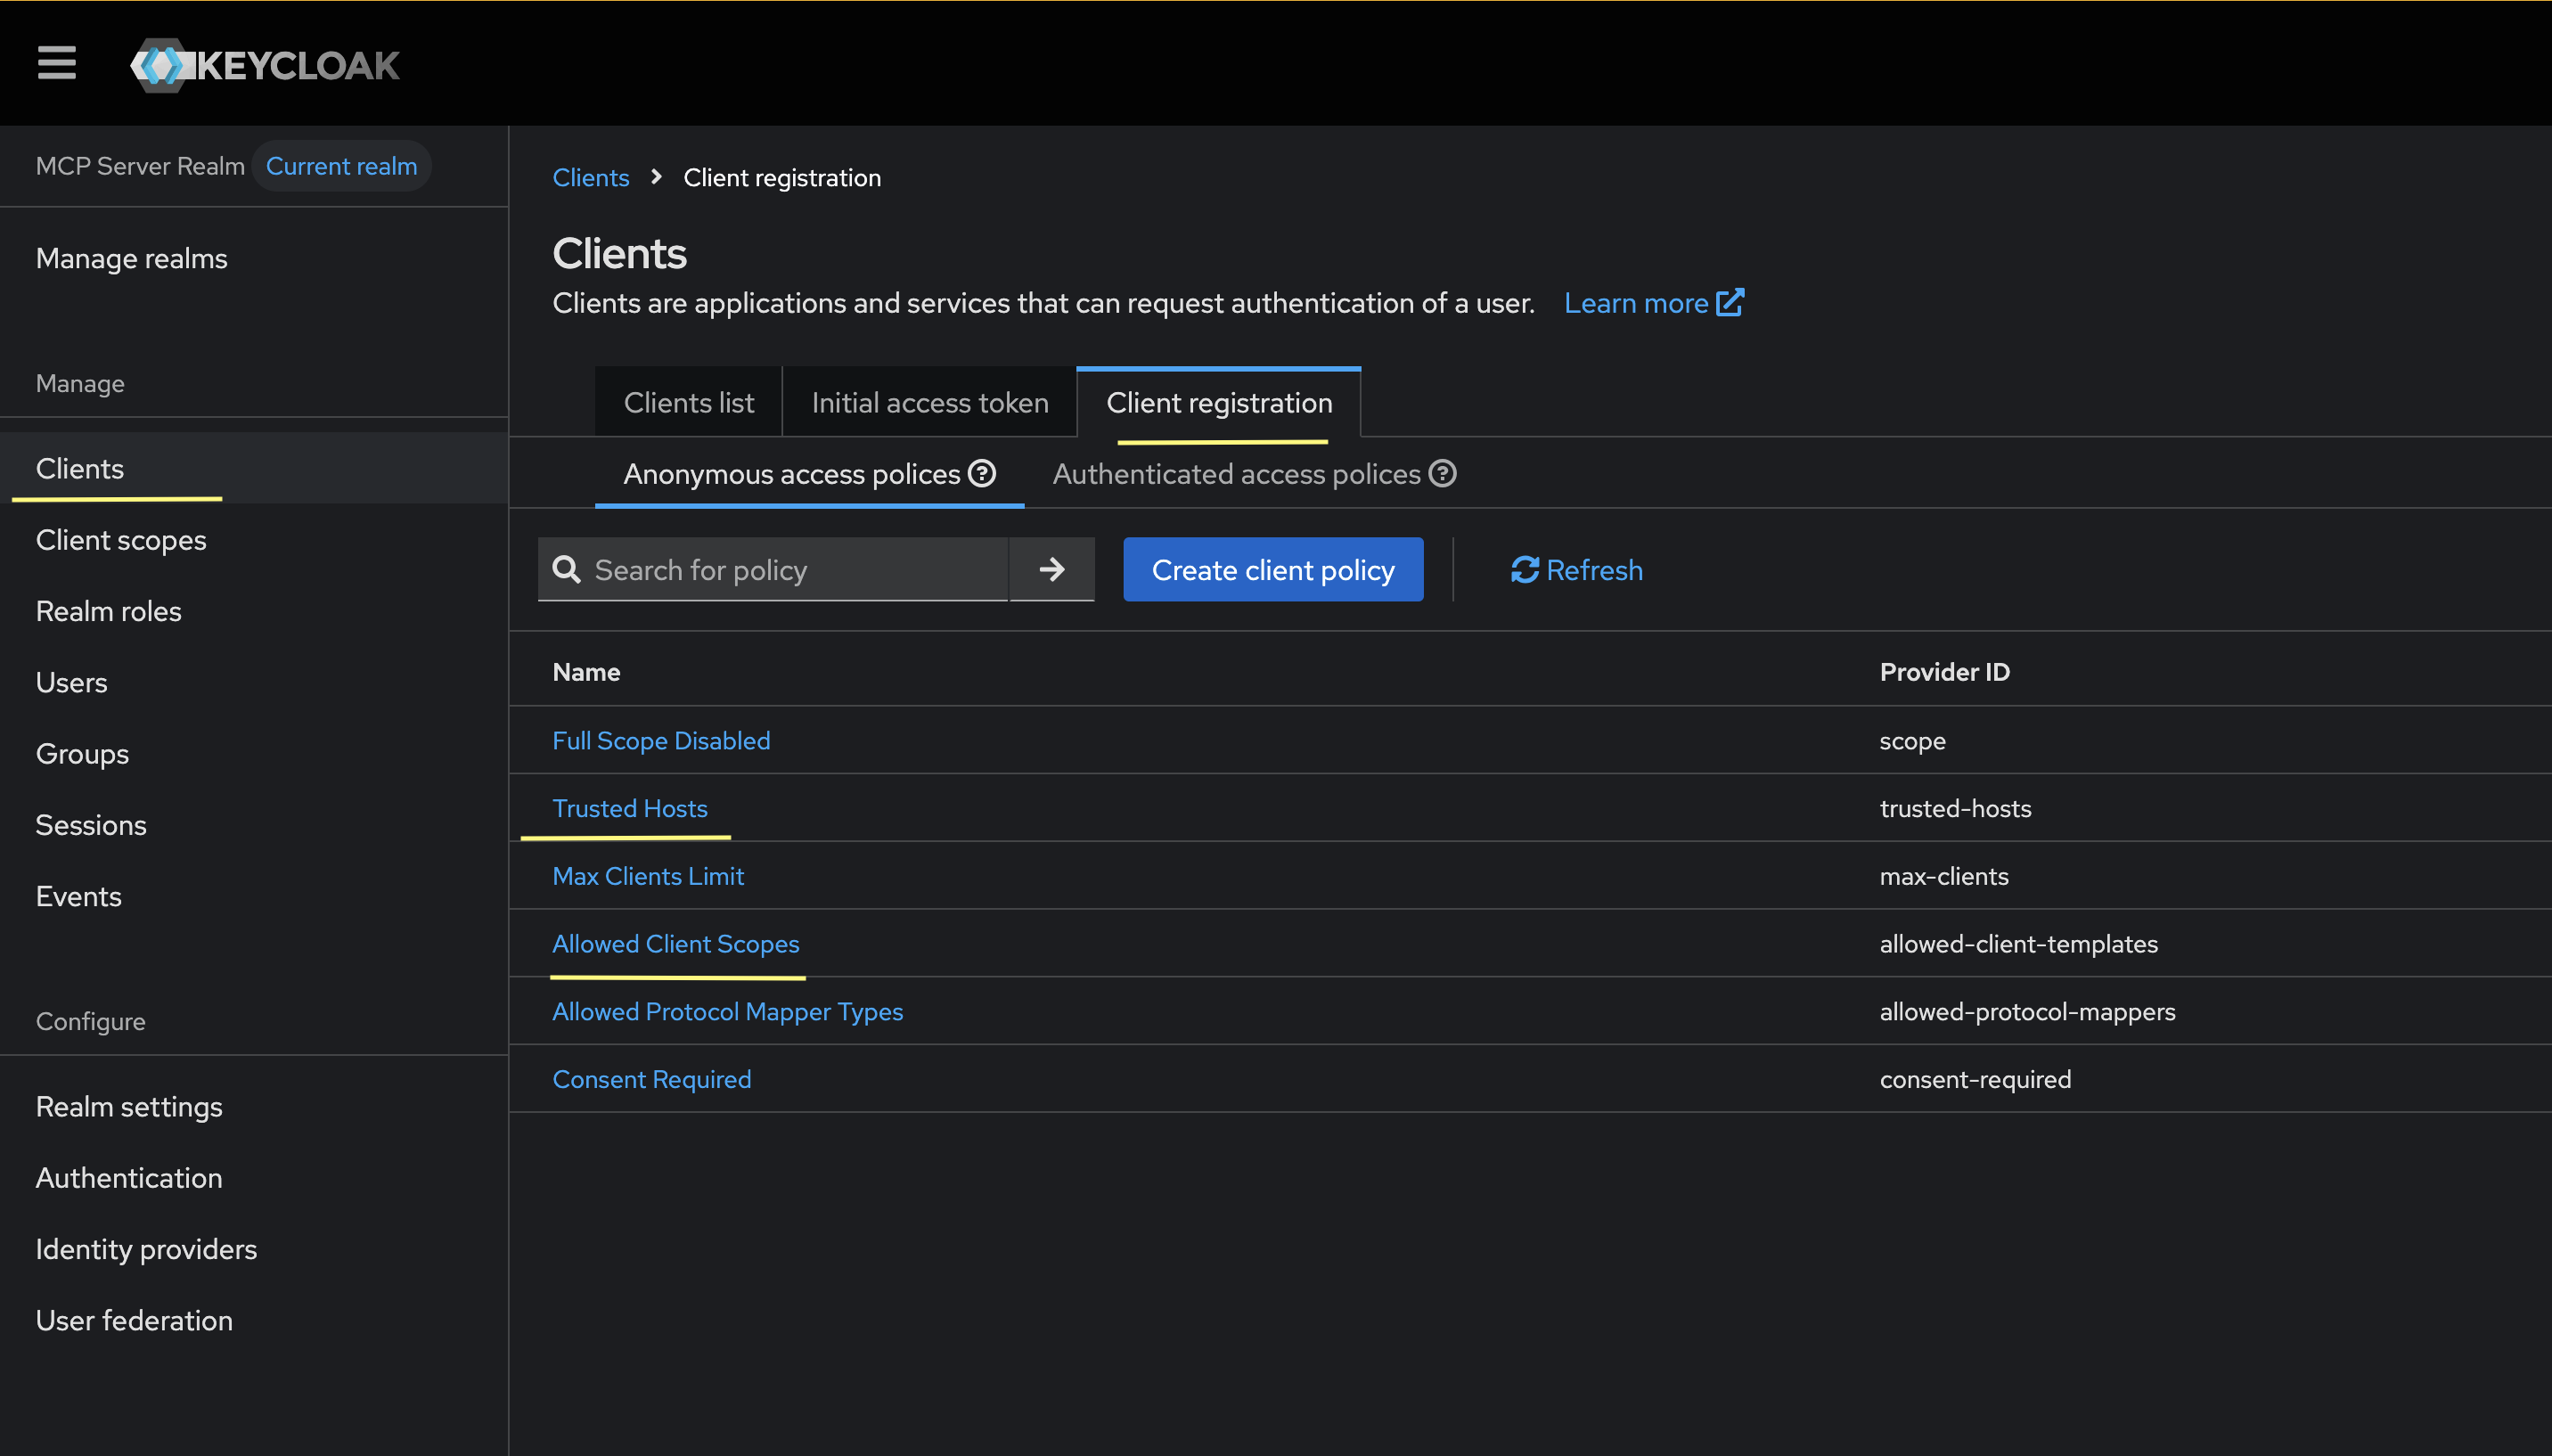 KEYCLOAK
MCP Server Realm Current realm
Manage realms
Manage
Clients
Client scopes
Realm roles
Users
Groups
Sessions
Events
Configure
Realm settings
Authentication
Identity providers
User federation
Clients Client registration
Clients
Clients are applications and services that can request authentication of a user. Learn more
Clients list Initial access token Client registration
Anonymous access polices Authenticated access polices
Search for policy Create client policy Refresh
Name Provider ID
Full Scope Disabled scope
Trusted Hosts trusted-hosts
Max Clients Limit max-clients
Allowed Client Scopes allowed-client-templates
Allowed Protocol Mapper Types allowed-protocol-mappers
Consent Required consent-required